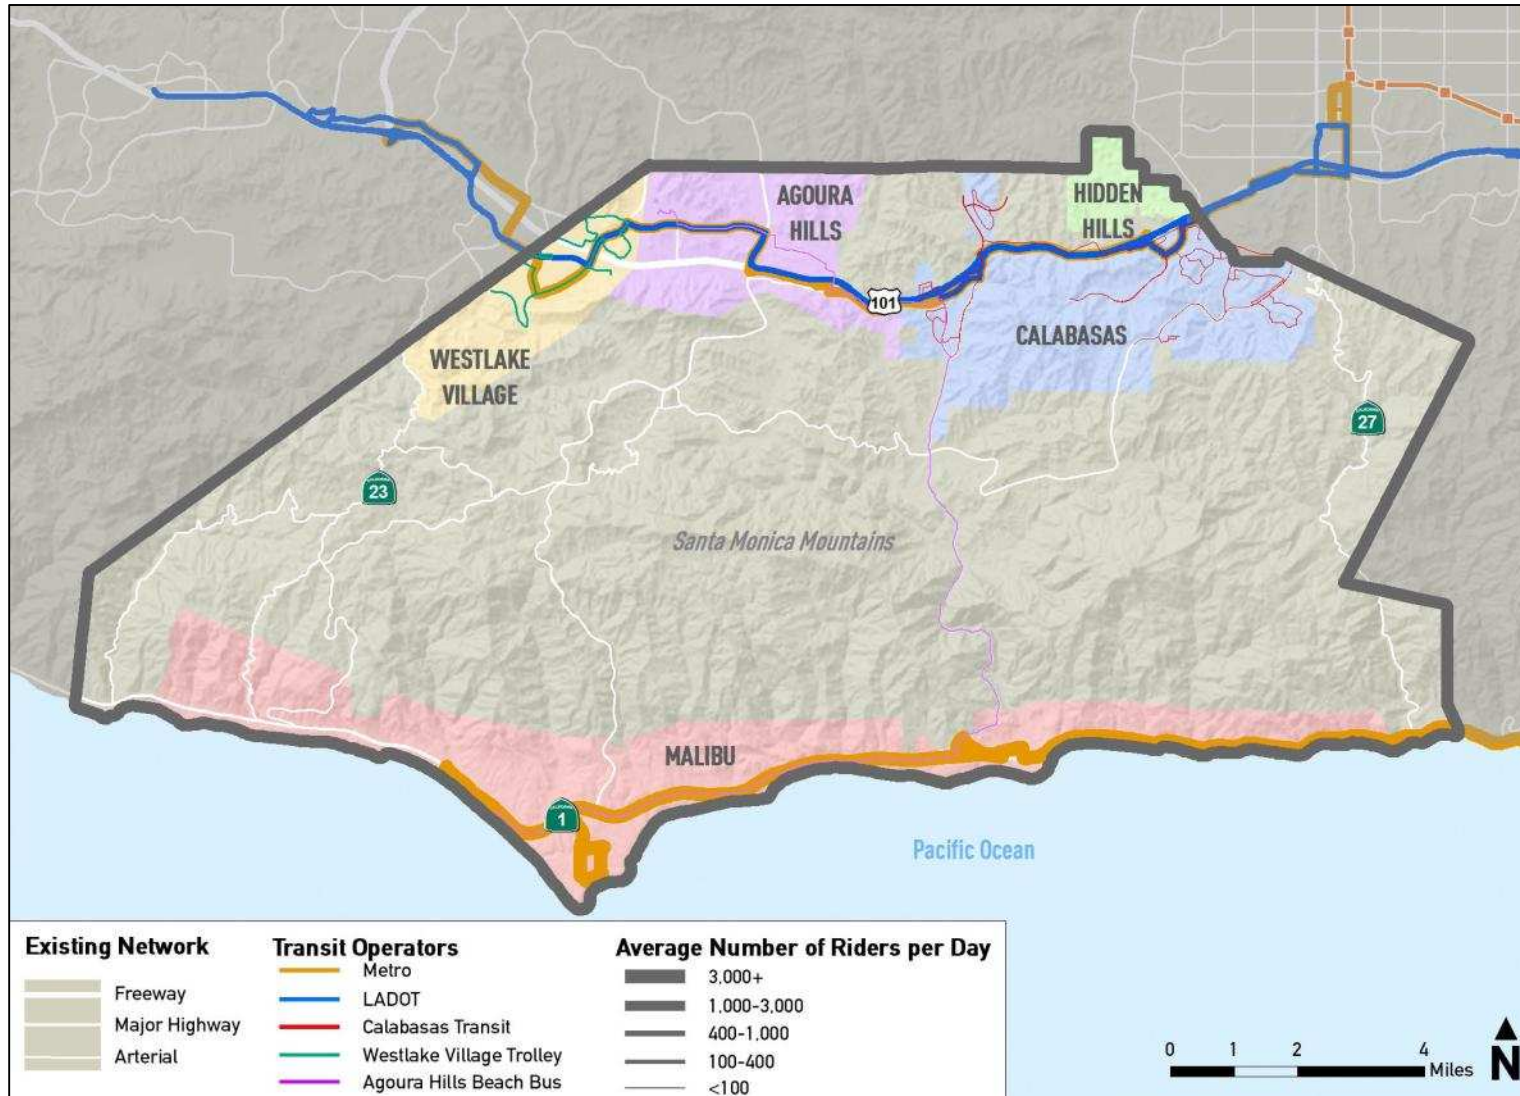 AGOURA
HILLS
HIDDEN
HILLS
101
CALABASAS
WESTLAKE
VILLAGE
CALIFORNIA
27
CALIFORNIA
23
Santa Monica Mountains
MALIBU
CALIFORNIA
1
Pacific Ocean
Existing Network
Freeway
Major Highway
Arterial
Transit Operators
Metro
LADOT
Calabasas Transit
Westlake Village Trolley
Agoura Hills Beach Bus
Average Number of Riders per Day
3,000+
1,000-3,000
400-1,000
100-400
<100
0 1 2 4
Miles
N